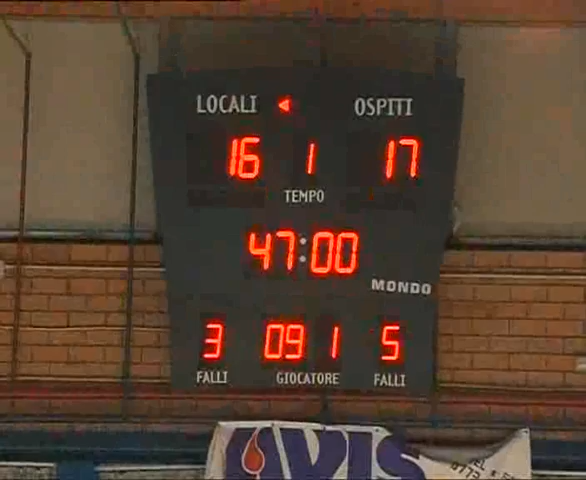 LOCALI OSPITI
16 1 17
TEMPO
47:00
MONDO
3 09 1 5
FALLI GIOCATORE FALLI
AVIS